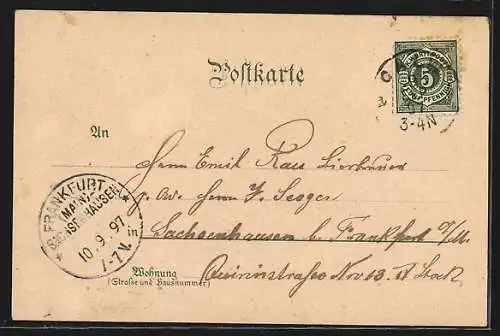 Postkarte
5
PFENNIG
3-4N
An
Herrn Emil Rau Bierbrauer
p. adr. Herrn J. Seeger
in Sachsenhausen b. Frankfurt a/M.
FRANKFURT
(MAIN)-
SACHSENHAUSEN
10.9.97
Wohnung
(Straße und Hausnummer)